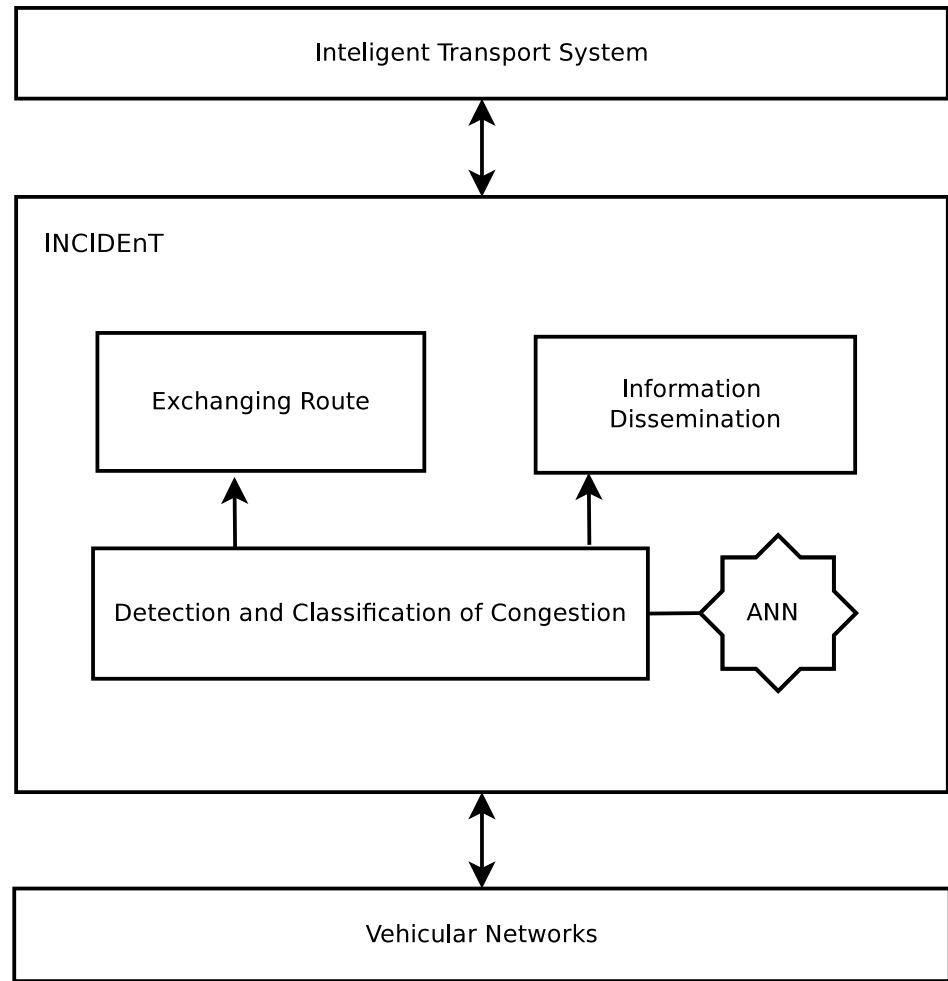 Inteligent Transport System
INCIDEnT
Exchanging Route
Information
Dissemination
Detection and Classification of Congestion
ANN
Vehicular Networks